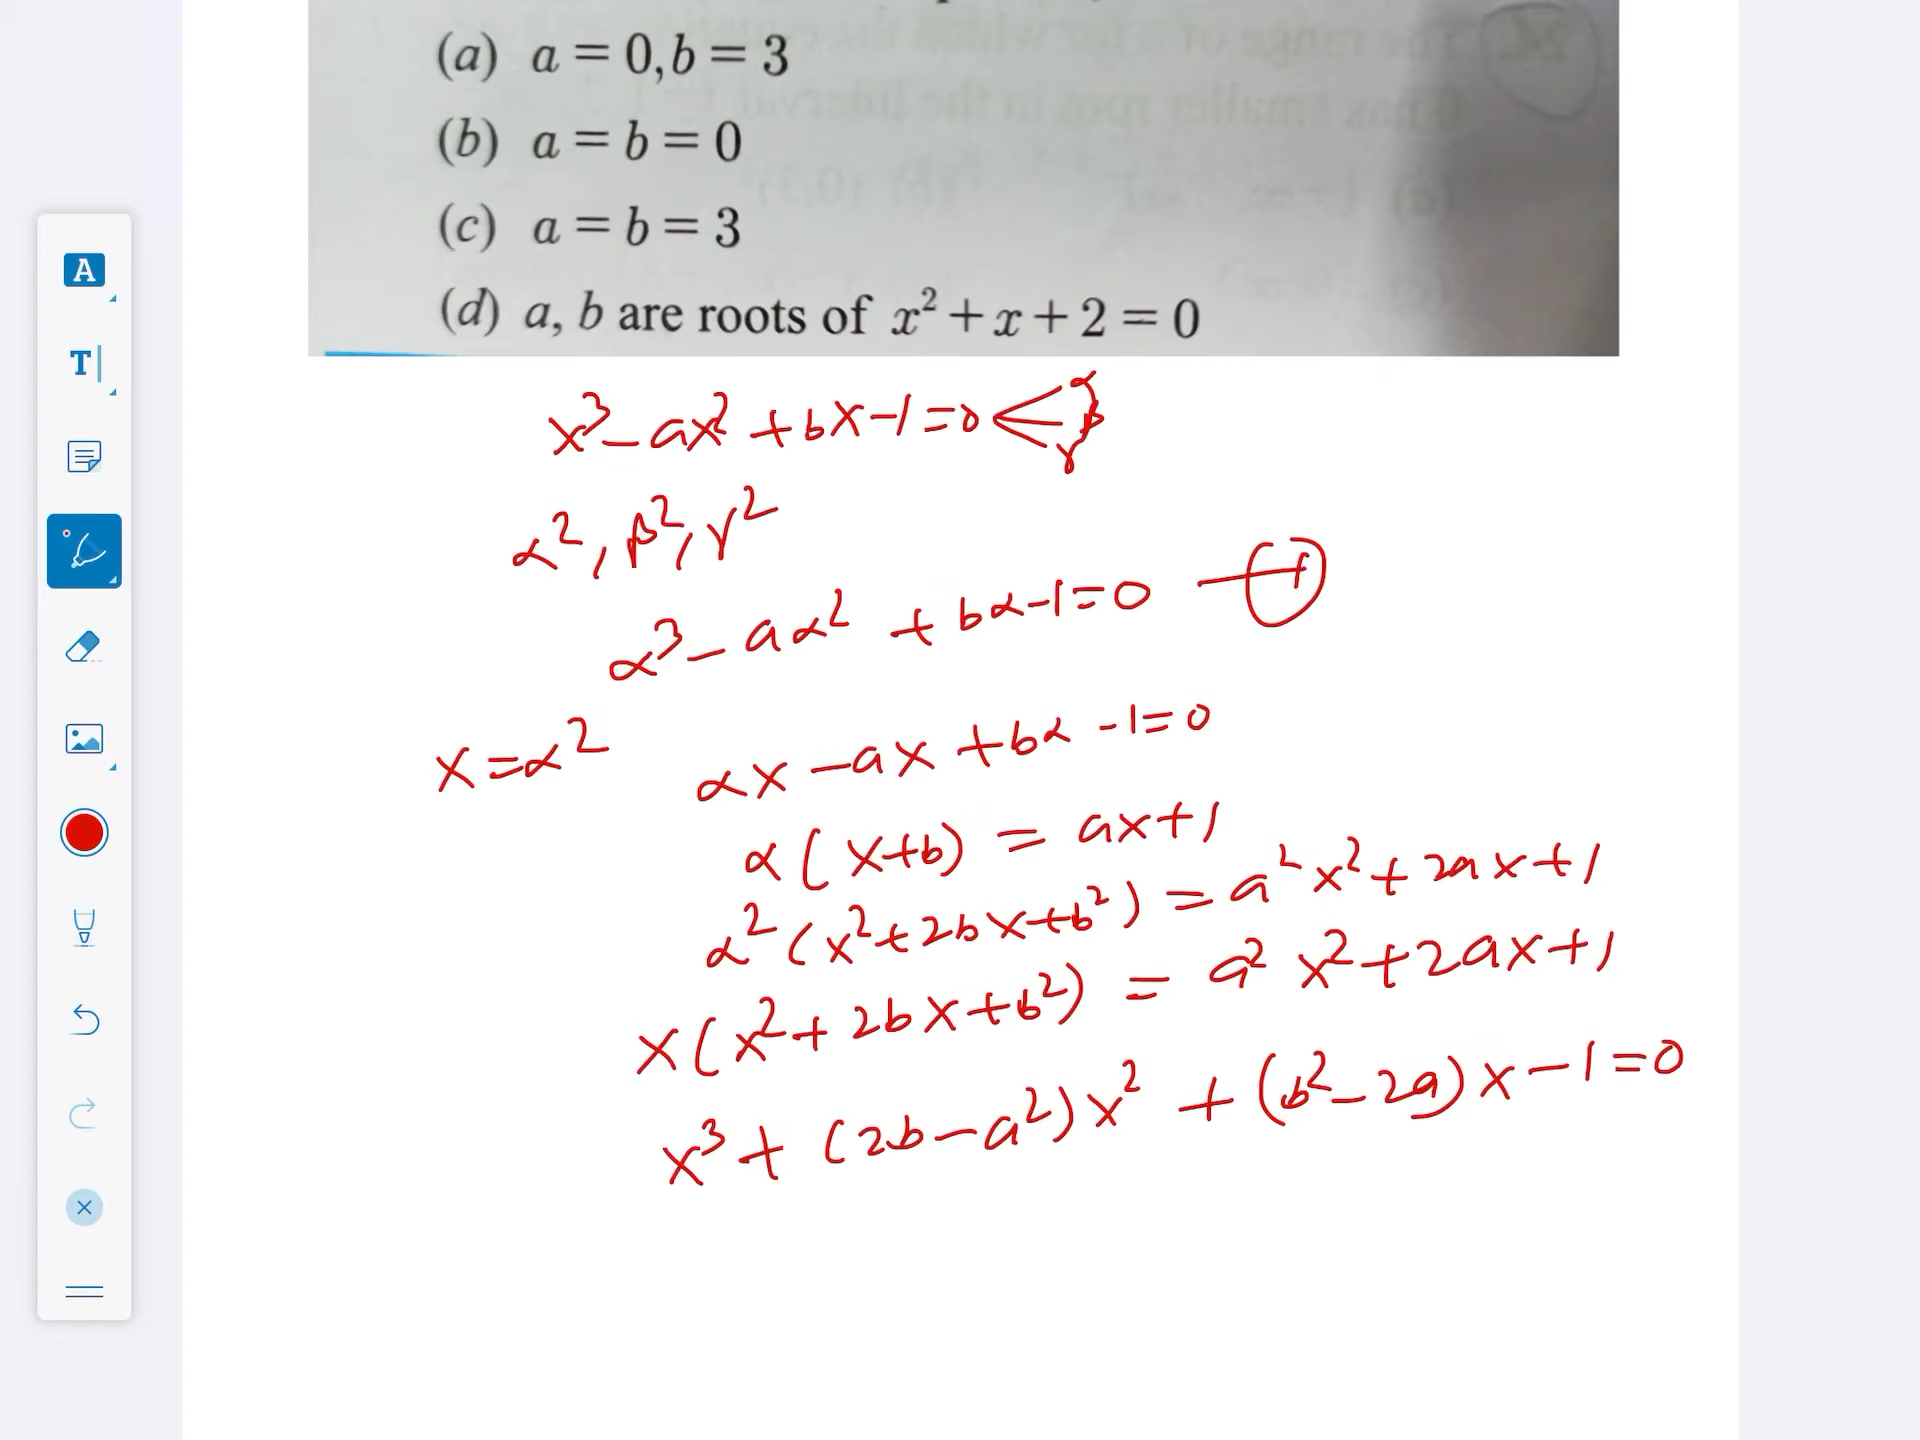 (a) a = 0, b = 3
(b) a = b = 0
(c) a = b = 3
(d) a, b are roots of x² + x + 2 = 0
x³ - ax² + bx - 1 = 0 < α β γ
α², β², γ²
α³ - aα² + bα - 1 = 0 — ①
x = α² αx - ax + bα - 1 = 0
α(x+b) = ax+1
α²(x² + 2bx + b²) = a²x² + 2ax + 1
x(x² + 2bx + b²) = a²x² + 2ax + 1
x³ + (2b - a²)x² + (b² - 2a)x - 1 = 0